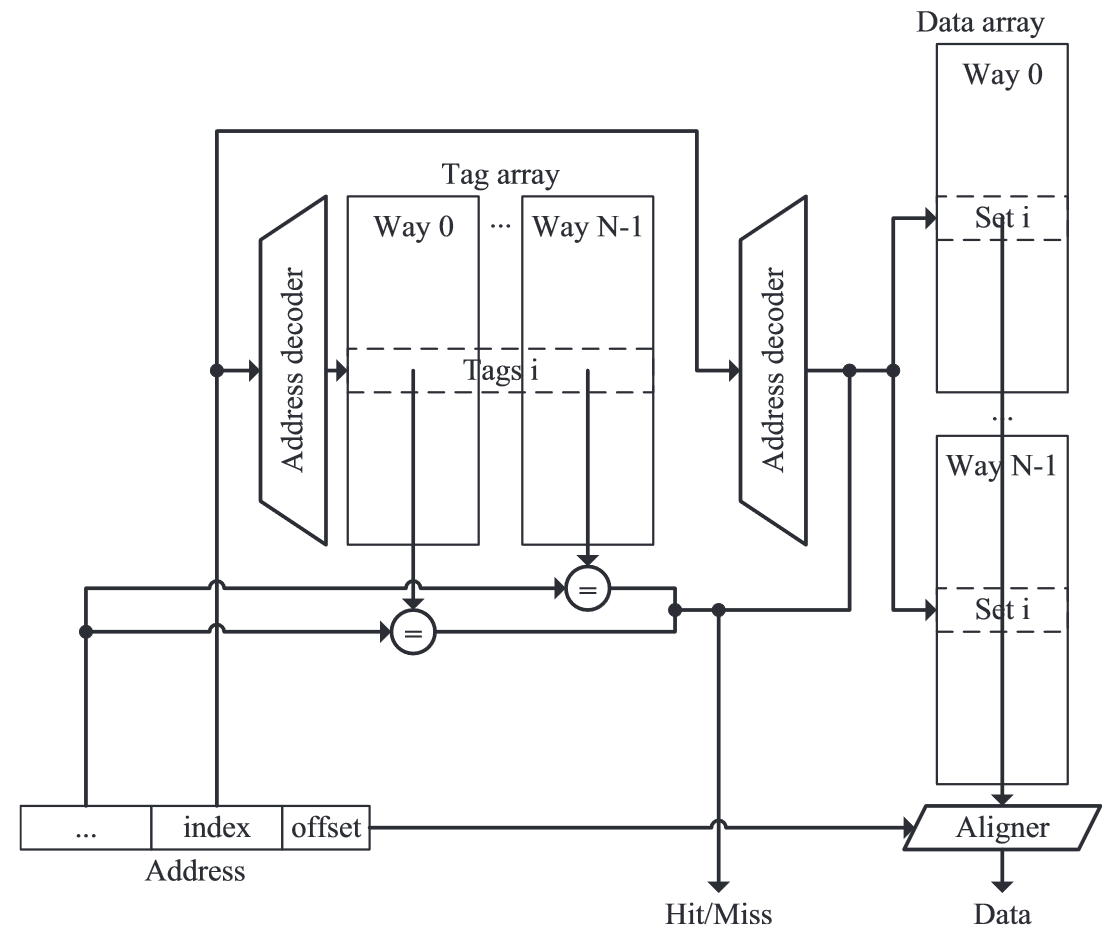 Data array
Way 0
Tag array
Way 0 ... Way N-1
Set i
Address decoder
Tags i
Address decoder
...
Way N-1
=
=
Set i
... index offset
Aligner
Address
Hit/Miss
Data